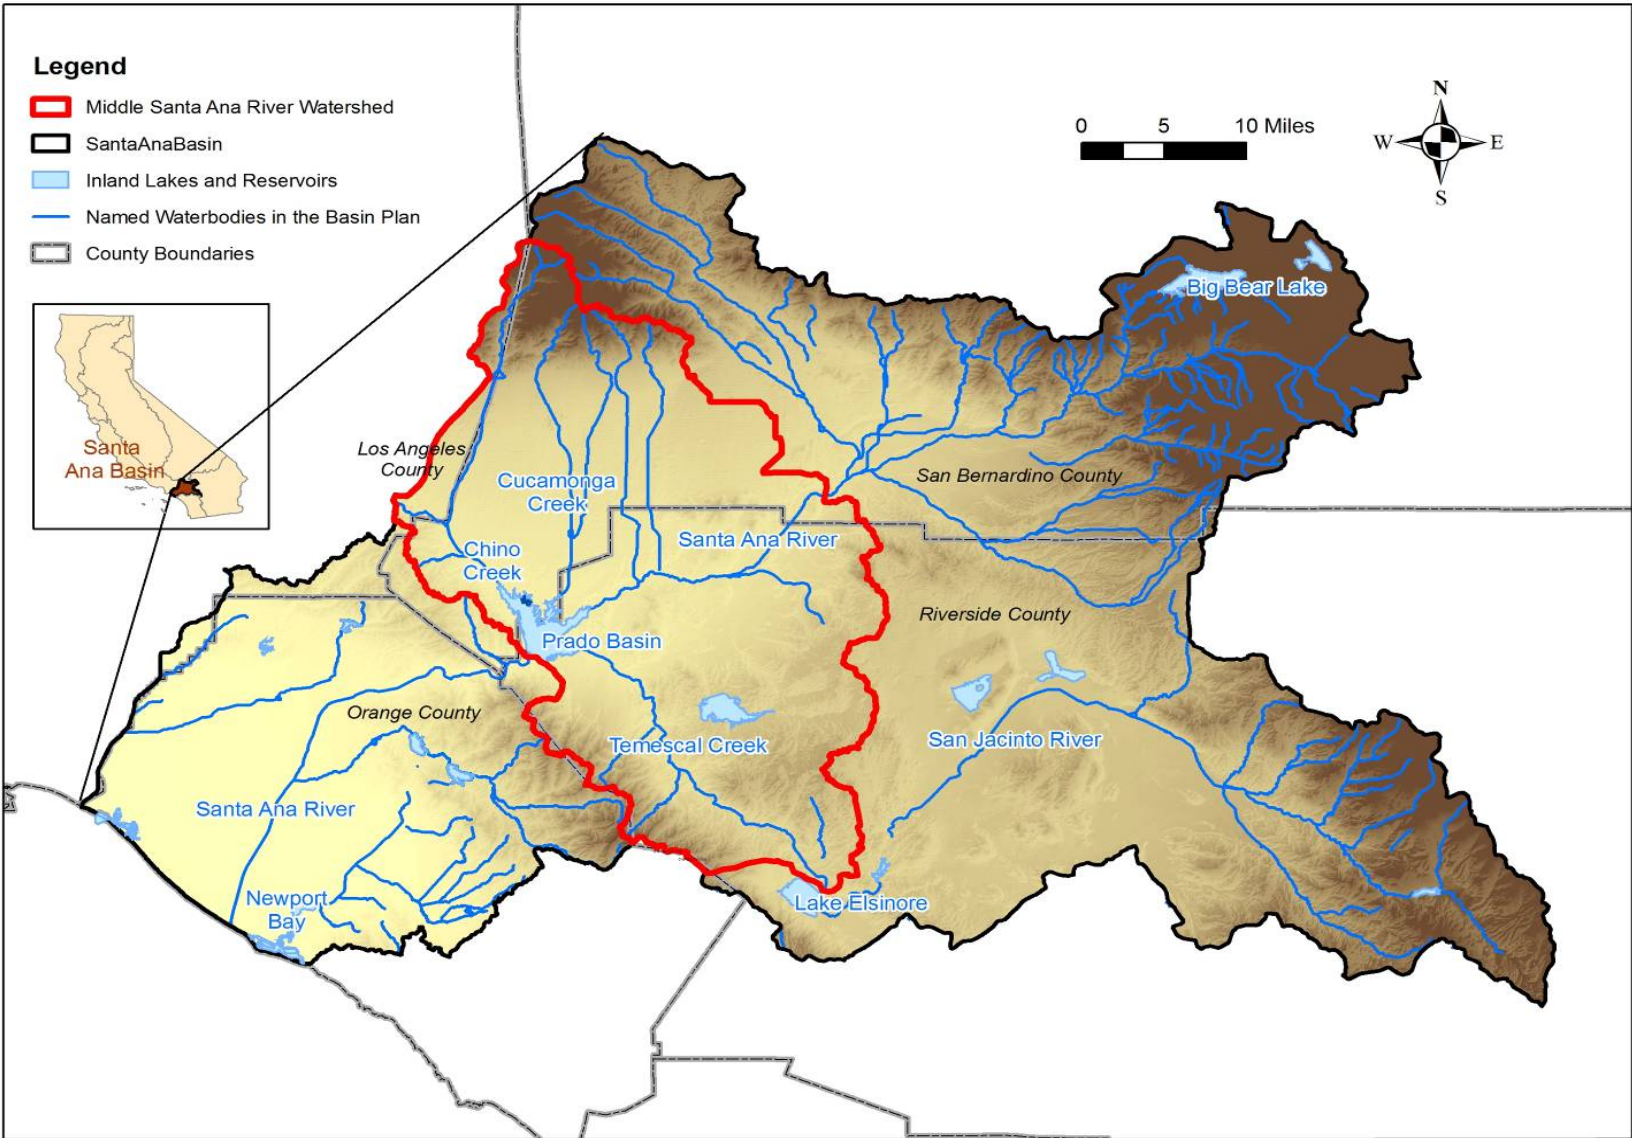 Legend
Middle Santa Ana River Watershed
SantaAnaBasin
Inland Lakes and Reservoirs
Named Waterbodies in the Basin Plan
County Boundaries
0 5 10 Miles
N
W E
S
Santa
Ana Basin
Big Bear Lake
Los Angeles
County
San Bernardino County
Cucamonga
Creek
Santa Ana River
Chino
Creek
Riverside County
Prado Basin
Orange County
Temescal Creek
San Jacinto River
Santa Ana River
Newport
Bay
Lake Elsinore